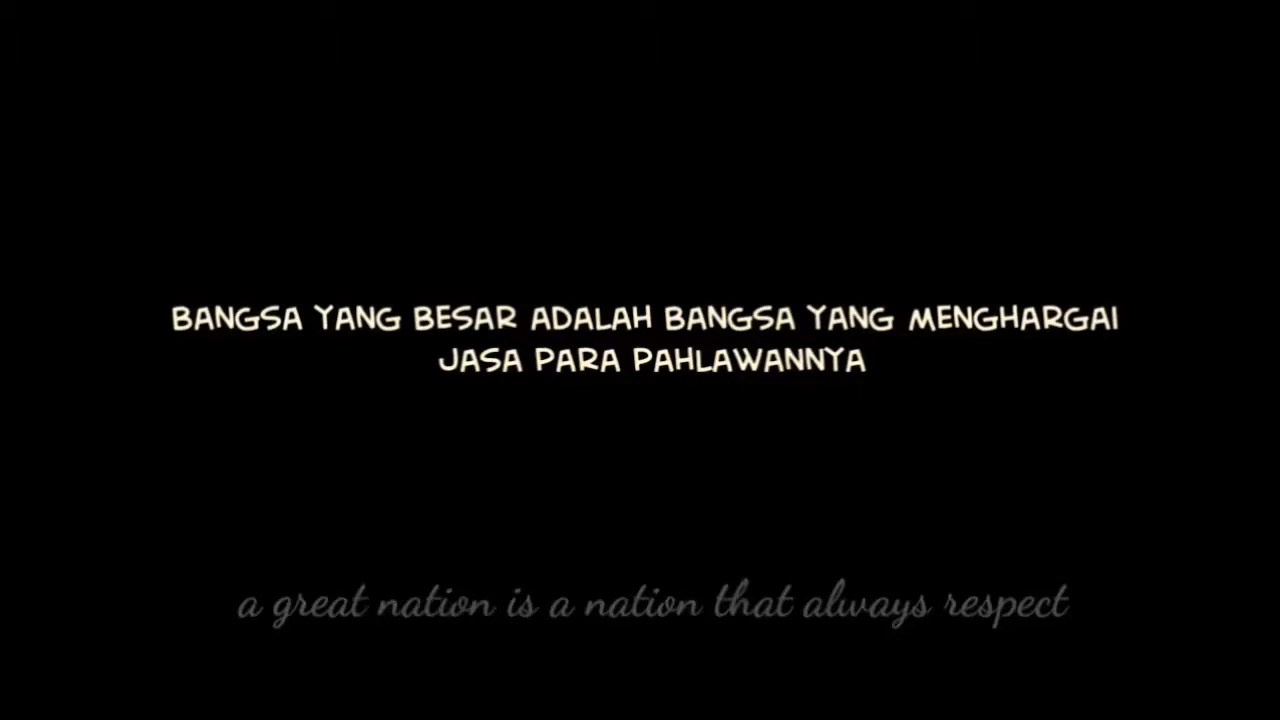 BANGSA YANG BESAR ADALAH BANGSA YANG MENGHARGAI
JASA PARA PAHLAWANNYA
a great nation is a nation that always respect